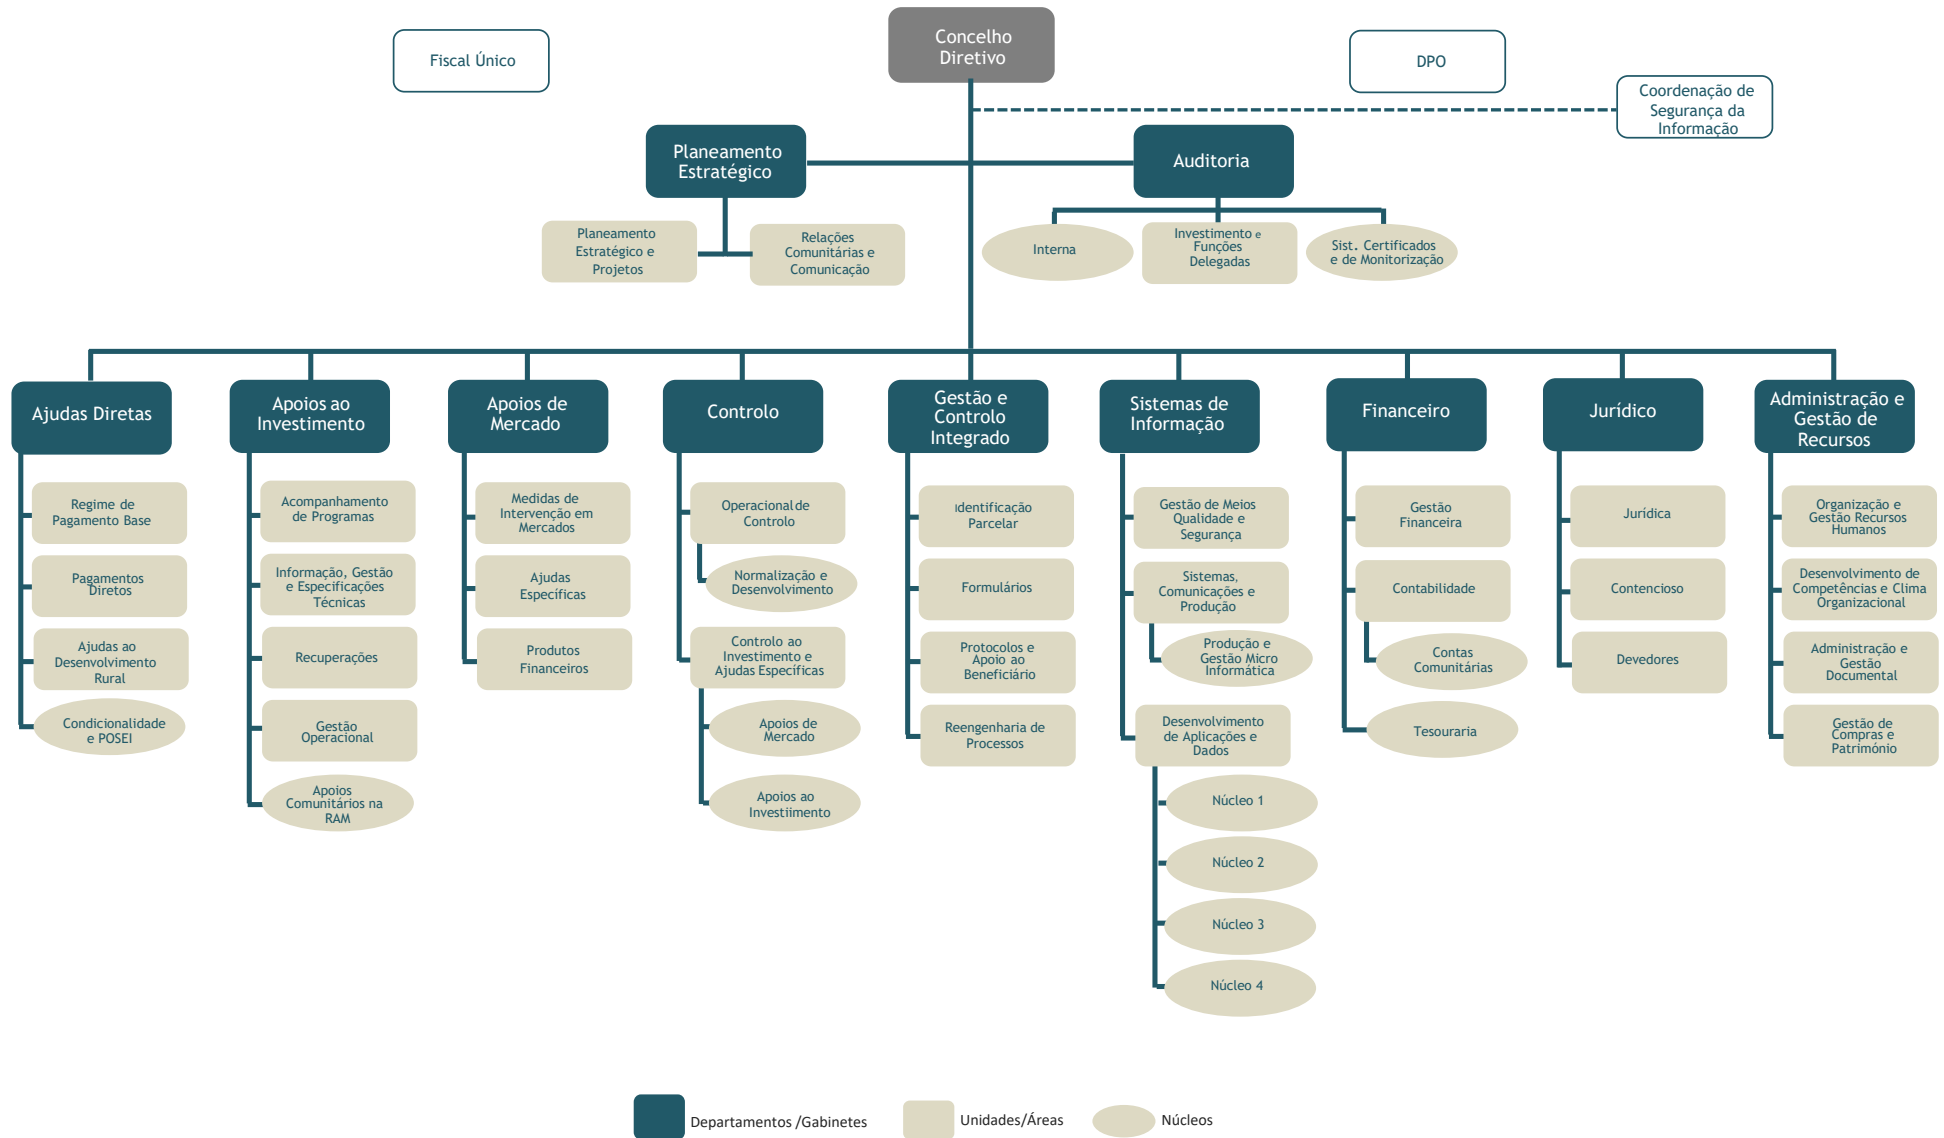 Concelho
Diretivo
Fiscal Único
DPO
Coordenação de
Segurança da
Informação
Planeamento
Estratégico
Auditoria
Planeamento
Estratégico e
Projetos
Relações
Comunitárias e
Comunicação
Interna
Investimento e
Funções
Delegadas
Sist. Certificados
e de Monitorização
Ajudas Diretas
Apoios ao
Investimento
Apoios de
Mercado
Controlo
Gestão e
Controlo
Integrado
Sistemas de
Informação
Financeiro
Jurídico
Administração e
Gestão de
Recursos
Regime de
Pagamento Base
Pagamentos
Diretos
Ajudas ao
Desenvolvimento
Rural
Condicionalidade
e POSEI
Acompanhamento
de Programas
Informação, Gestão
e Especificações
Técnicas
Recuperações
Gestão
Operacional
Apoios
Comunitários na
RAM
Medidas de
Intervenção em
Mercados
Ajudas
Específicas
Produtos
Financeiros
Operacional de
Controlo
Normalização e
Desenvolvimento
Controlo ao
Investimento e
Ajudas Específicas
Apoios de
Mercado
Apoios ao
Investiimento
Identificação
Parcelar
Formulários
Protocolos e
Apoio ao
Beneficiário
Reengenharia de
Processos
Gestão de Meios
Qualidade e
Segurança
Sistemas,
Comunicações e
Produção
Produção e
Gestão Micro
Informática
Desenvolvimento
de Aplicações e
Dados
Núcleo 1
Núcleo 2
Núcleo 3
Núcleo 4
Gestão
Financeira
Contabilidade
Contas
Comunitárias
Tesouraria
Jurídica
Contencioso
Devedores
Organização e
Gestão Recursos
Humanos
Desenvolvimento de
Competências e Clima
Organizacional
Administração e
Gestão
Documental
Gestão de
Compras e
Património
Departamentos /Gabinetes
Unidades/Áreas
Núcleos